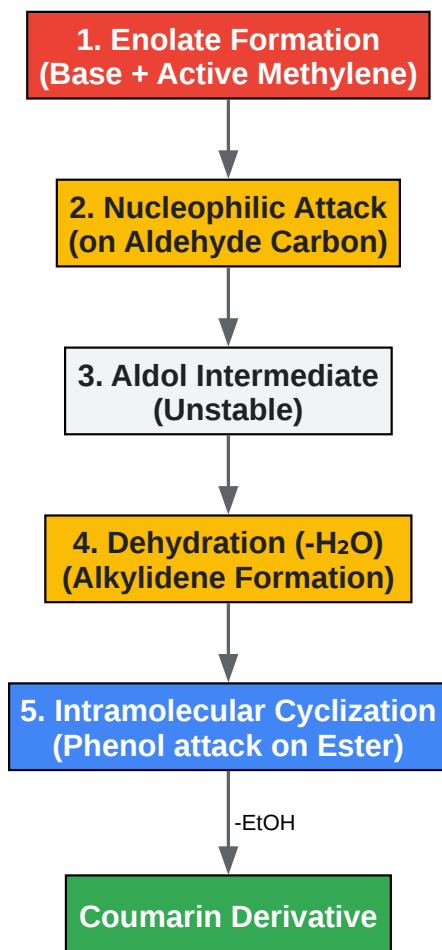 1. Enolate Formation
(Base + Active Methylene)
2. Nucleophilic Attack
(on Aldehyde Carbon)
3. Aldol Intermediate
(Unstable)
4. Dehydration (-H₂O)
(Alkylidene Formation)
5. Intramolecular Cyclization
(Phenol attack on Ester)
-EtOH
Coumarin Derivative